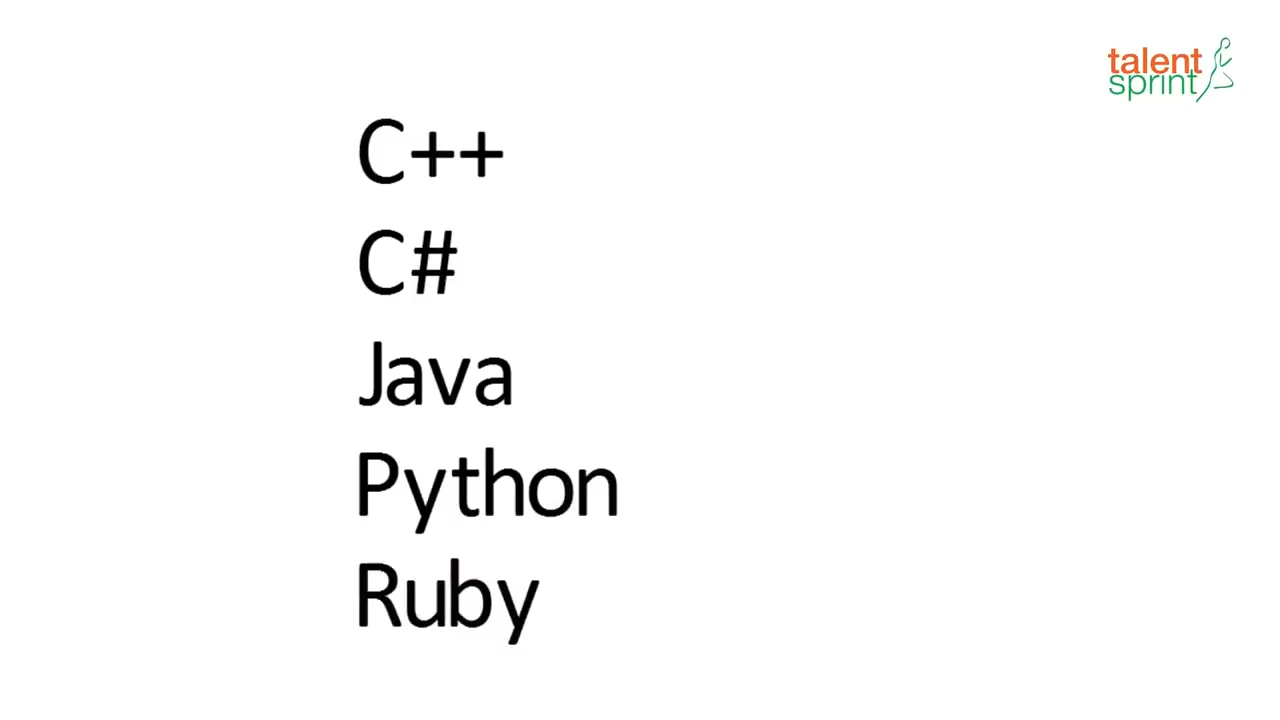 talent
sprint
C++
C#
Java
Python
Ruby